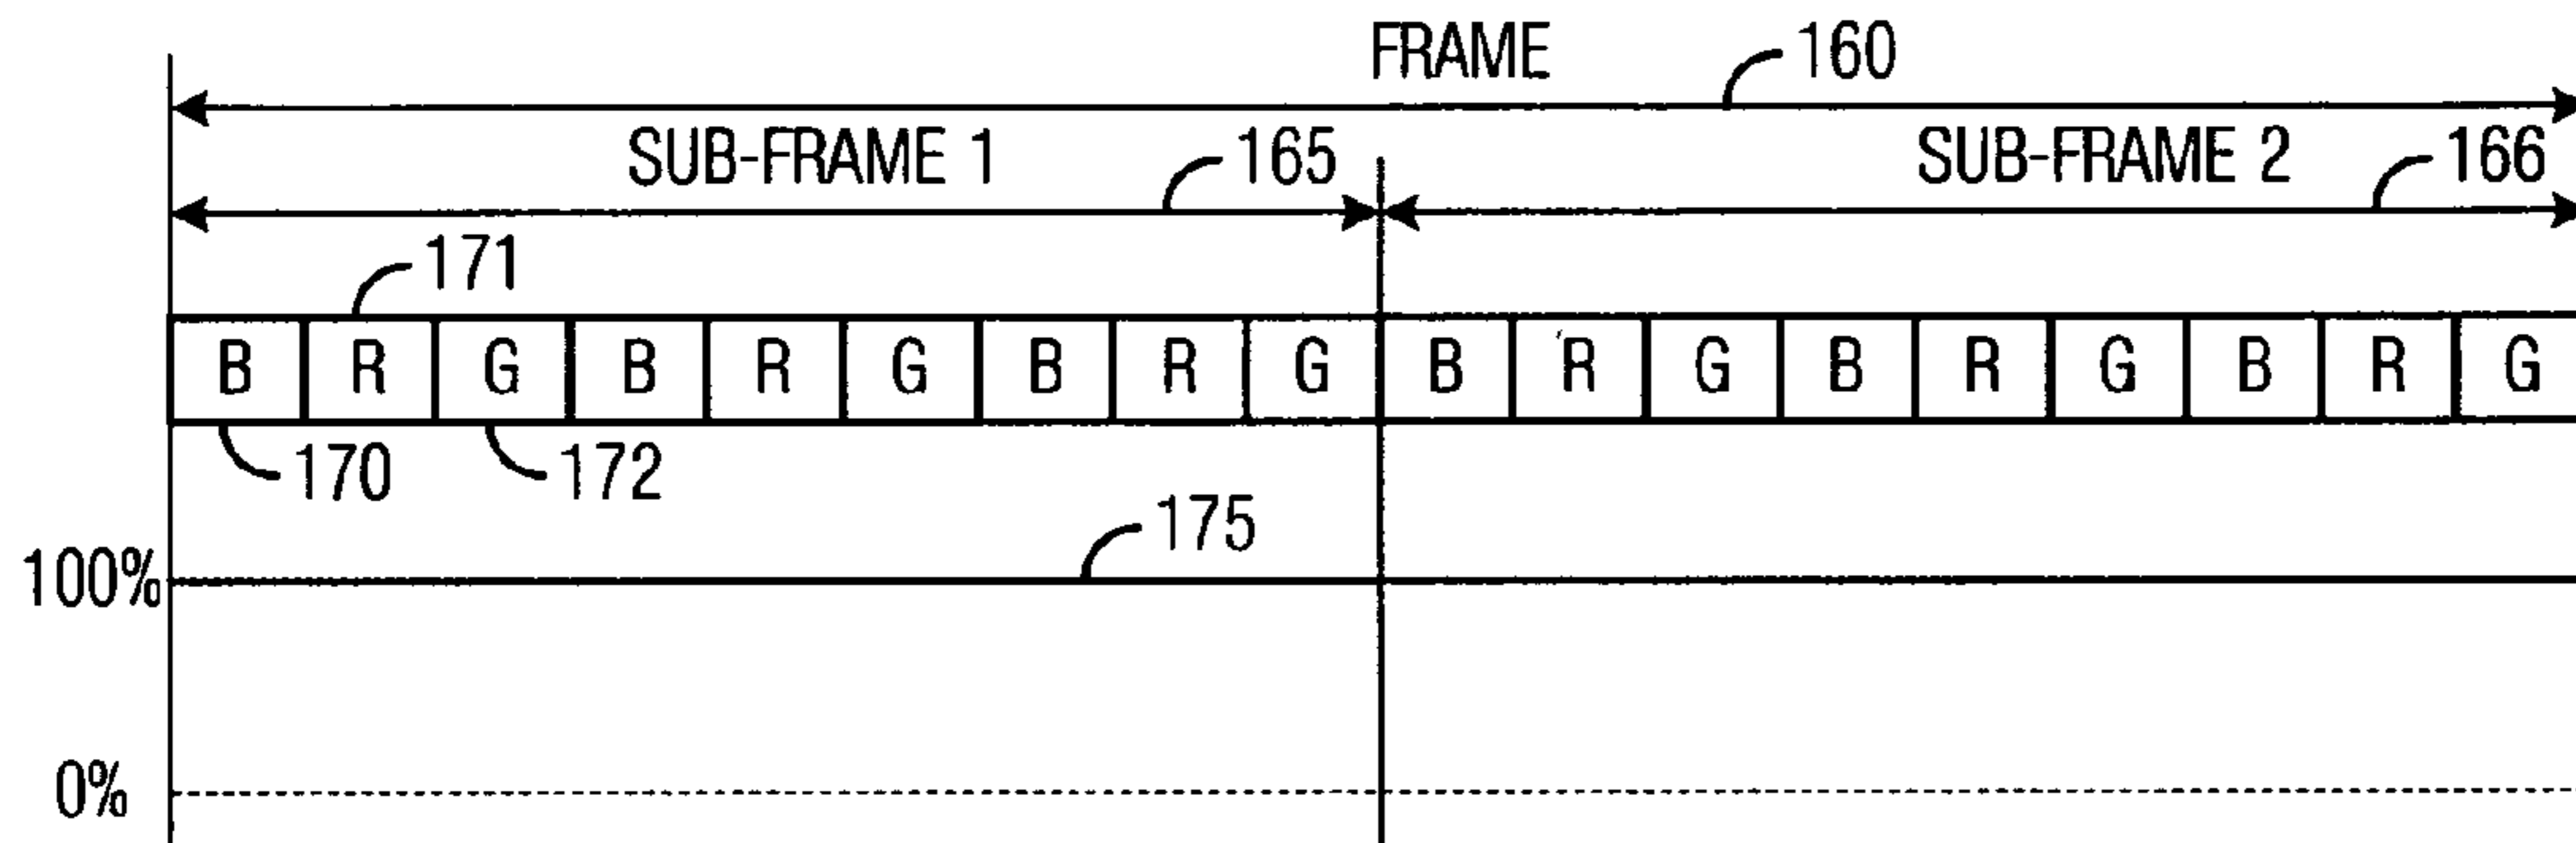 FRAME 160
SUB-FRAME 1 165 SUB-FRAME 2 166
171
B R G B R G B R G B R G B R G B R G
170 172
175
100%
0%